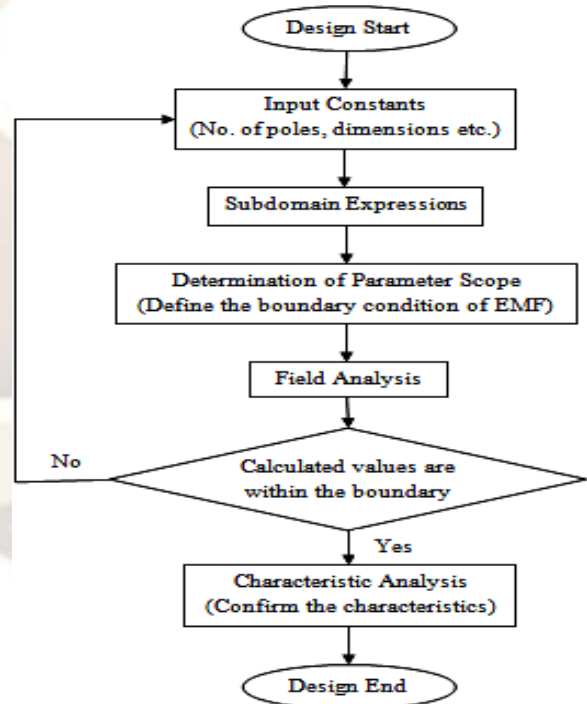 Design Start
Input Constants
(No. of poles, dimensions etc.)
Subdomain Expressions
Determination of Parameter Scope
(Define the boundary condition of EMF)
Field Analysis
No
Calculated values are
within the boundary
Yes
Characteristic Analysis
(Confirm the characteristics)
Design End